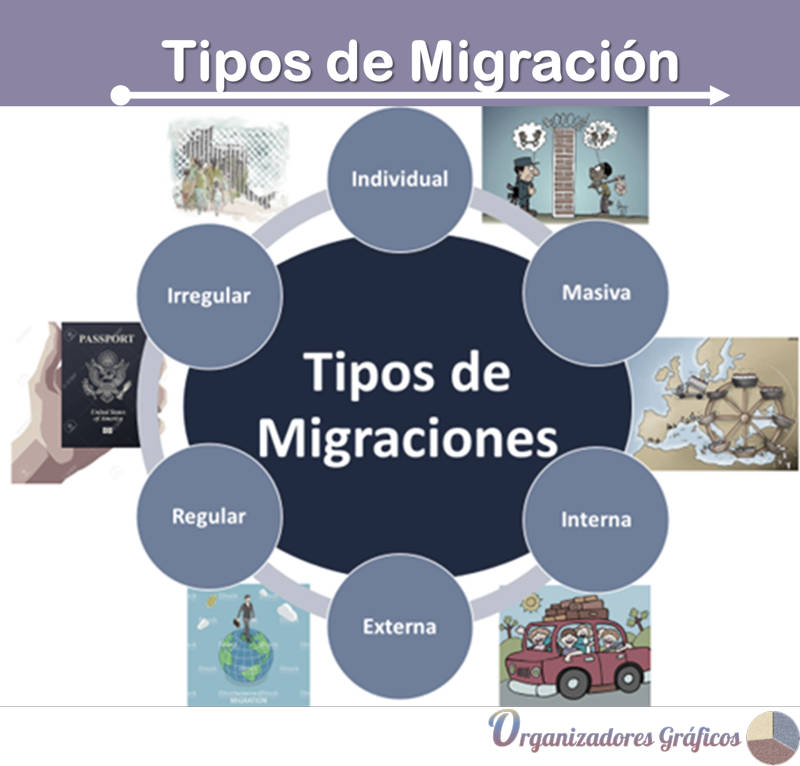 Tipos de Migración
Individual
Masiva
Irregular
PASSPORT
United States
of America
Tipos de
Migraciones
Regular
Interna
Externa
MIGRATION
Organizadores Gráficos